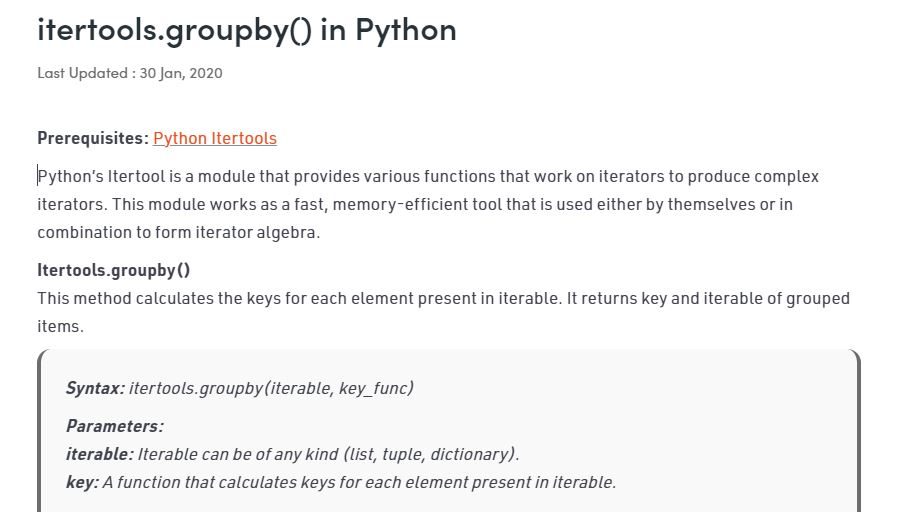 itertools.groupby() in Python
Last Updated : 30 Jan, 2020
Prerequisites: Python Itertools
Python's Itertool is a module that provides various functions that work on iterators to produce complex
iterators. This module works as a fast, memory-efficient tool that is used either by themselves or in
combination to form iterator algebra.
Itertools.groupby()
This method calculates the keys for each element present in iterable. It returns key and iterable of grouped
items.
Syntax: itertools.groupby(iterable, key_func)
Parameters:
iterable: Iterable can be of any kind (list, tuple, dictionary).
key: A function that calculates keys for each element present in iterable.